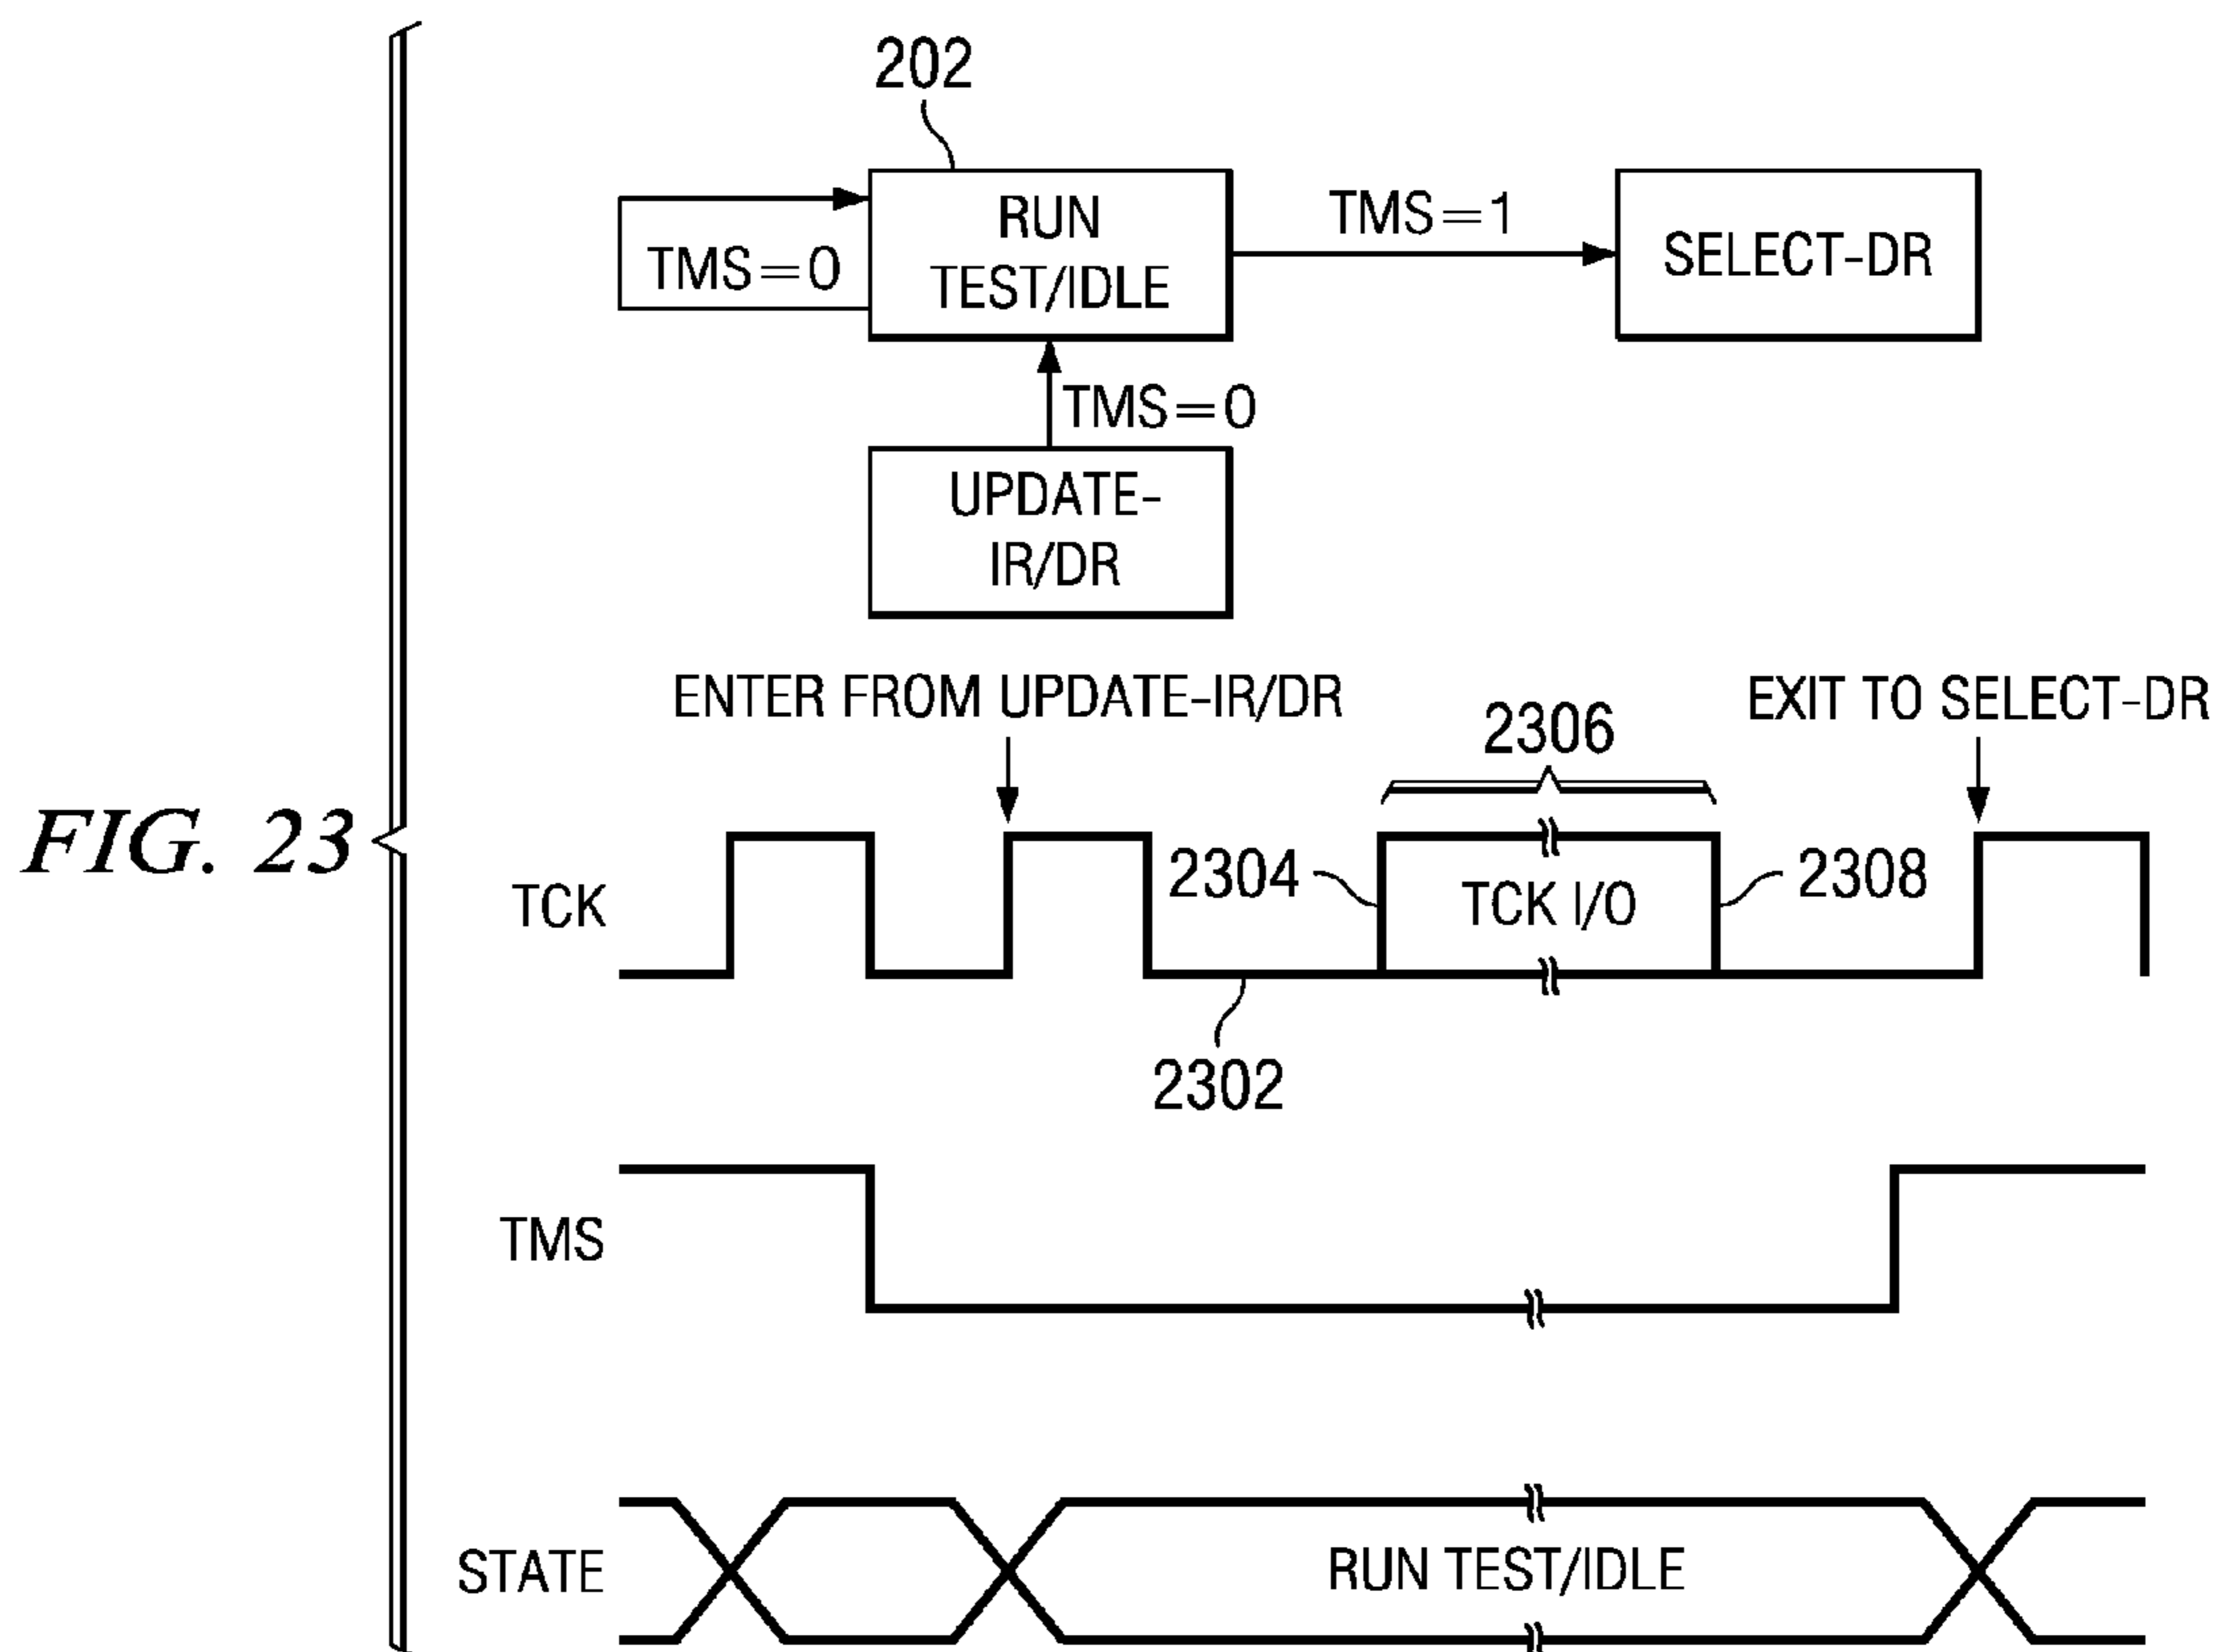 202
RUN
TEST/IDLE
TMS=0
TMS=1
SELECT-DR
TMS=0
UPDATE-
IR/DR
ENTER FROM UPDATE-IR/DR
EXIT TO SELECT-DR
2306
FIG. 23
TCK
2304
TCK I/O
2308
2302
TMS
STATE
RUN TEST/IDLE